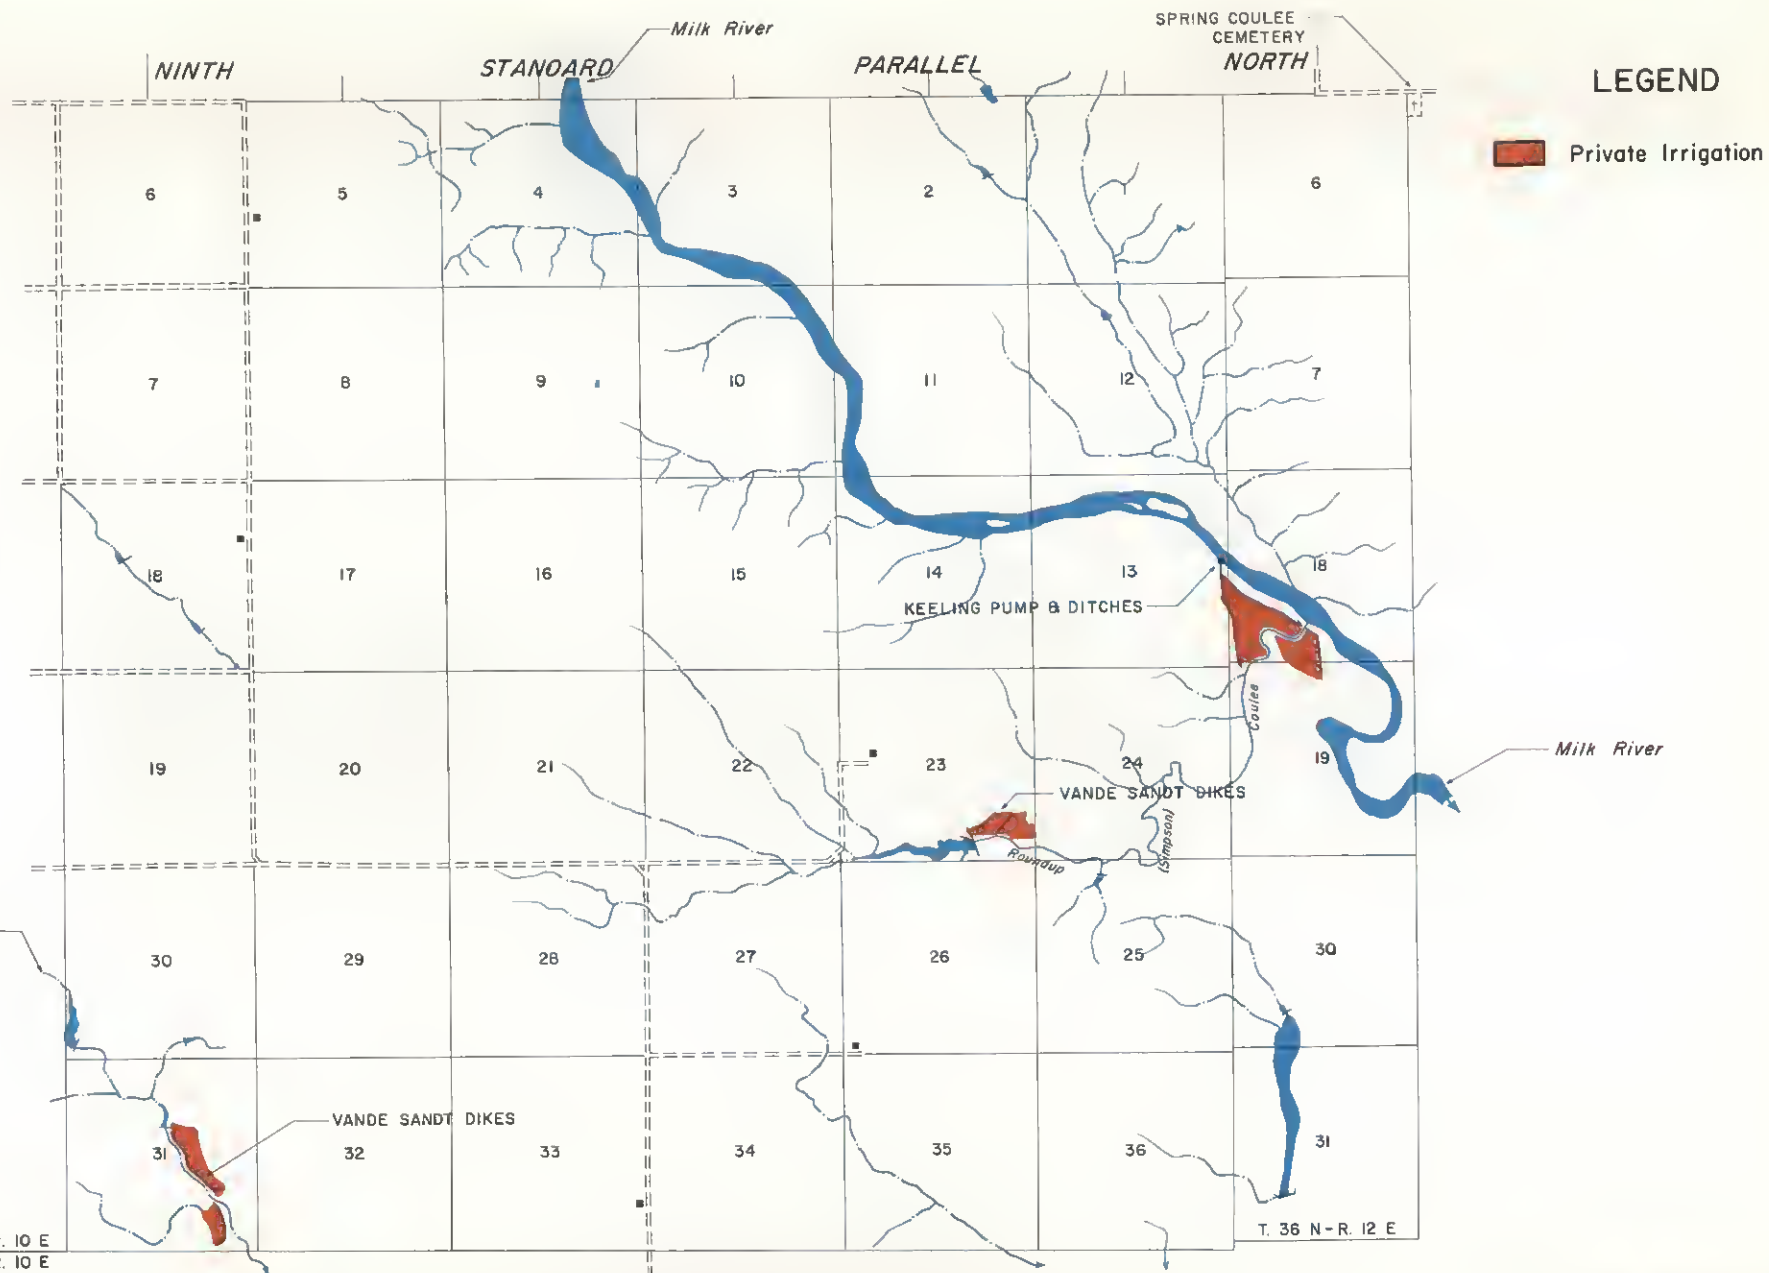 SPRING COULEE
CEMETERY
Milk River
NINTH STANDARD PARALLEL NORTH
LEGEND
Private Irrigation
6 5 4 3 2 6
7 8 9 10 11 12 7
18 17 16 15 14 13 18
KEELING PUMP & DITCHES
Coulee
19 20 21 22 23 24 19
Milk River
VANDE SANDT DIKES
(Simpson)
Roundup
30 29 28 27 26 25 30
VANDE SANDT DIKES
31 32 33 34 35 36 31
T. 36 N - R. 12 E
10 E
10 E